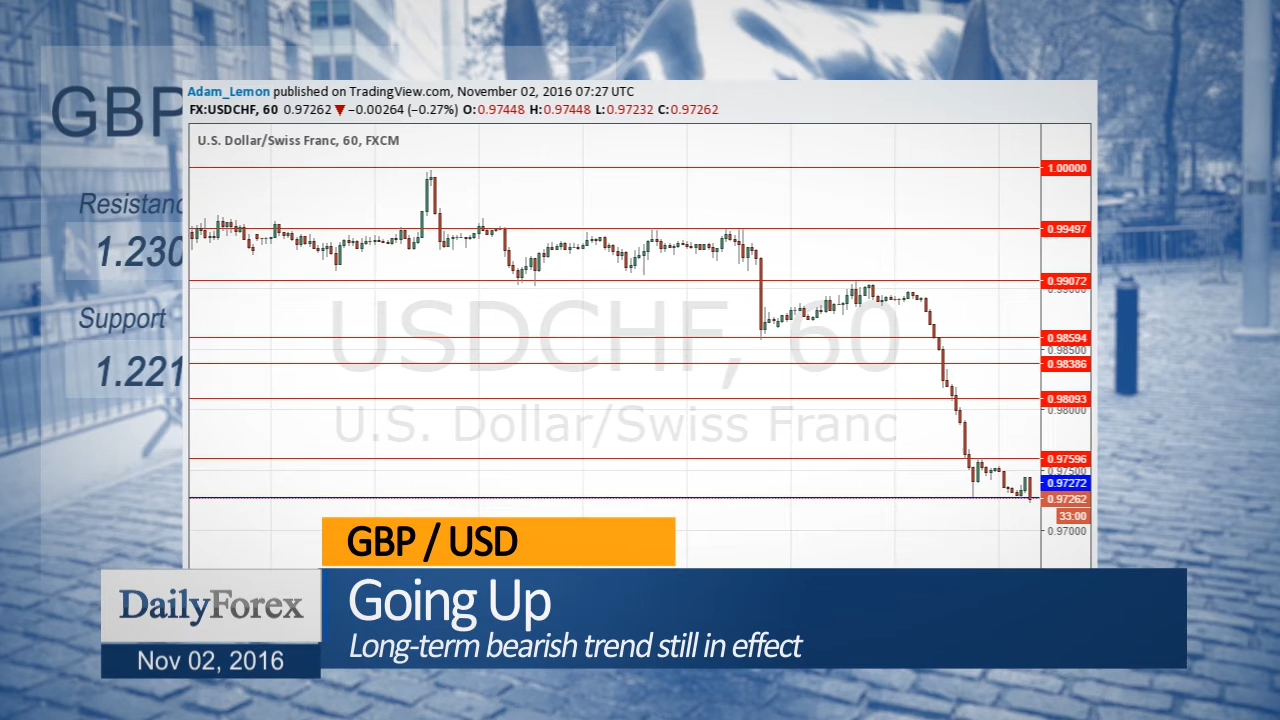 GBP
Resistanc
1.230
Support
1.221
Adam_Lemon published on TradingView.com, November 02, 2016 07:27 UTC
FX:USDCHF, 60 0.97262 ▼ −0.00264 (−0.27%) O:0.97448 H:0.97448 L:0.97232 C:0.97262
U.S. Dollar/Swiss Franc, 60, FXCM
USDCHF, 60
U.S. Dollar/Swiss Franc
1.00000
0.99497
0.99072
0.99000
0.98594
0.98500
0.98386
0.98093
0.98000
0.97596
0.97500
0.97272
0.97262
33:00
0.97000
GBP / USD
DailyForex
Nov 02, 2016
Going Up
Long-term bearish trend still in effect